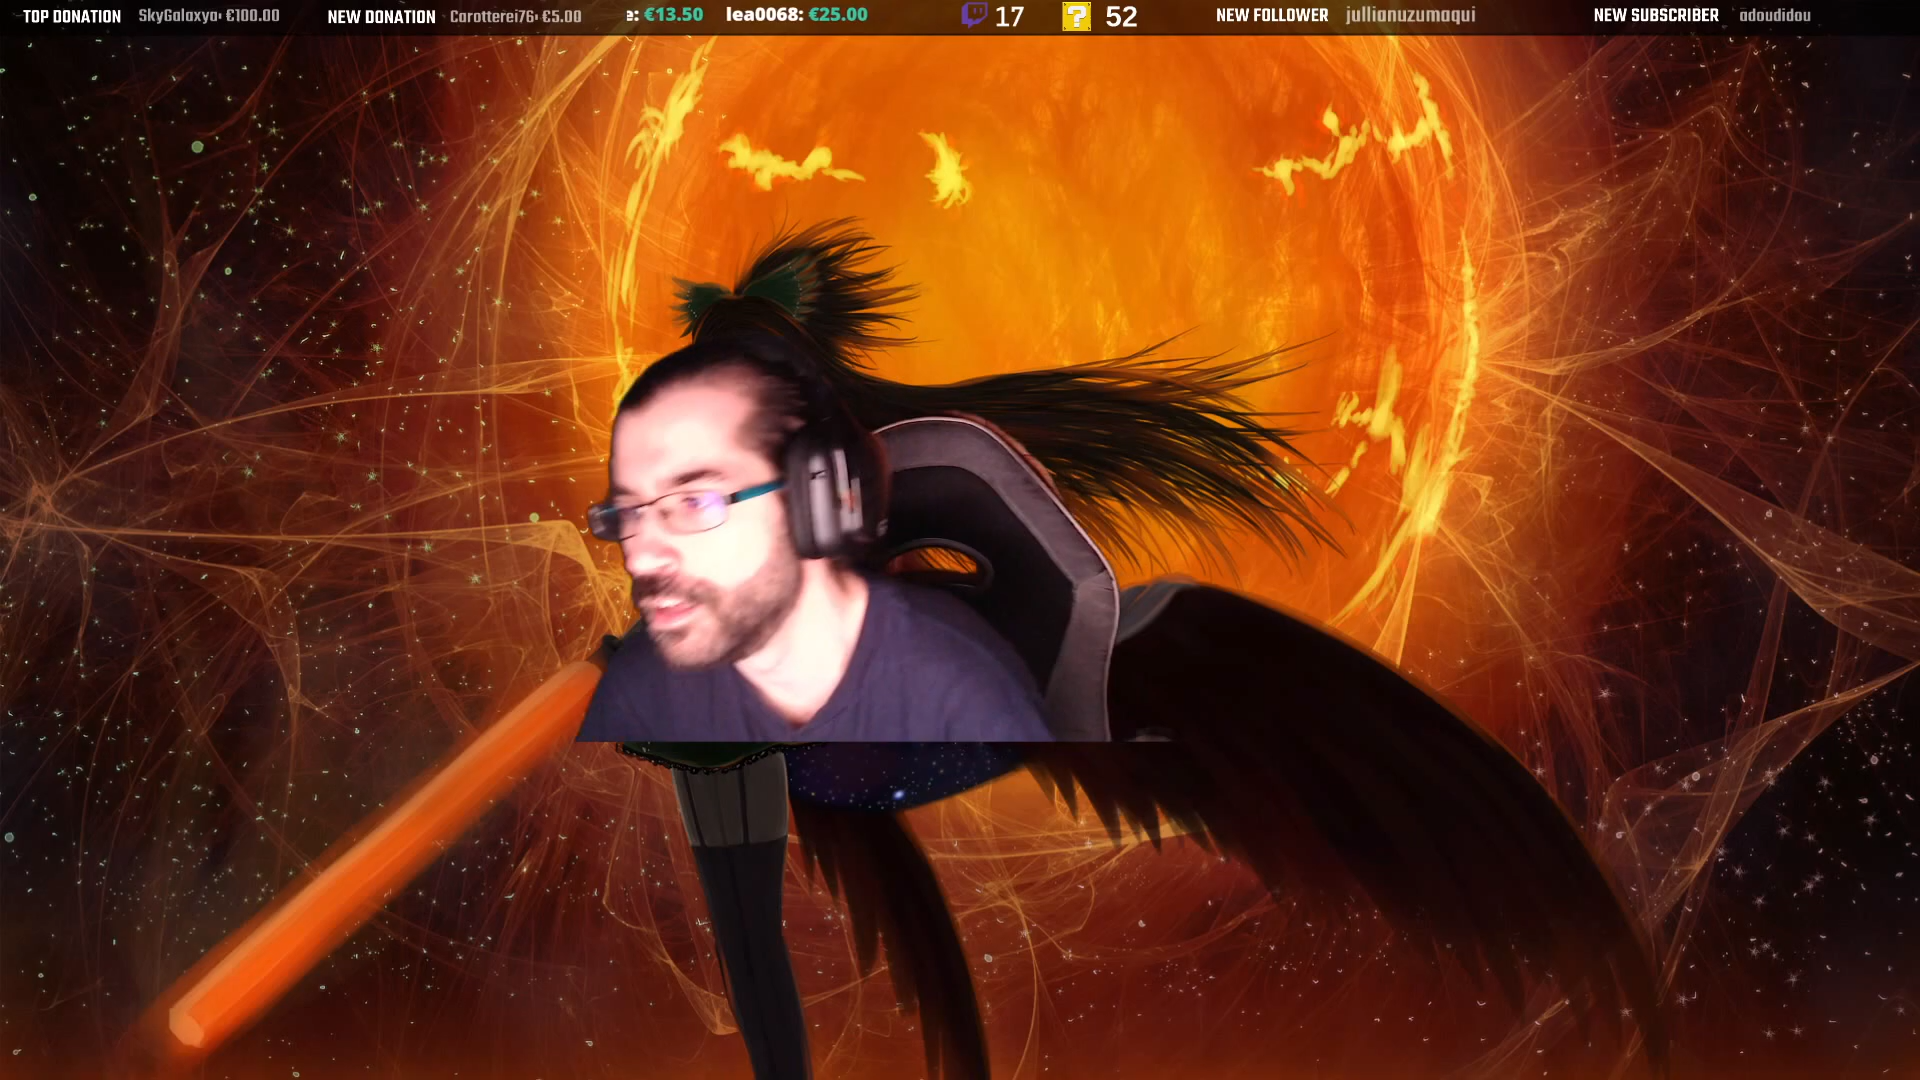 TOP DONATION SkyGalaxya: €100.00 NEW DONATION Carotterei76: €5.00 e: €13.50 lea0068: €25.00 17 ? 52 NEW FOLLOWER jullianuzumaqui NEW SUBSCRIBER adoudidou